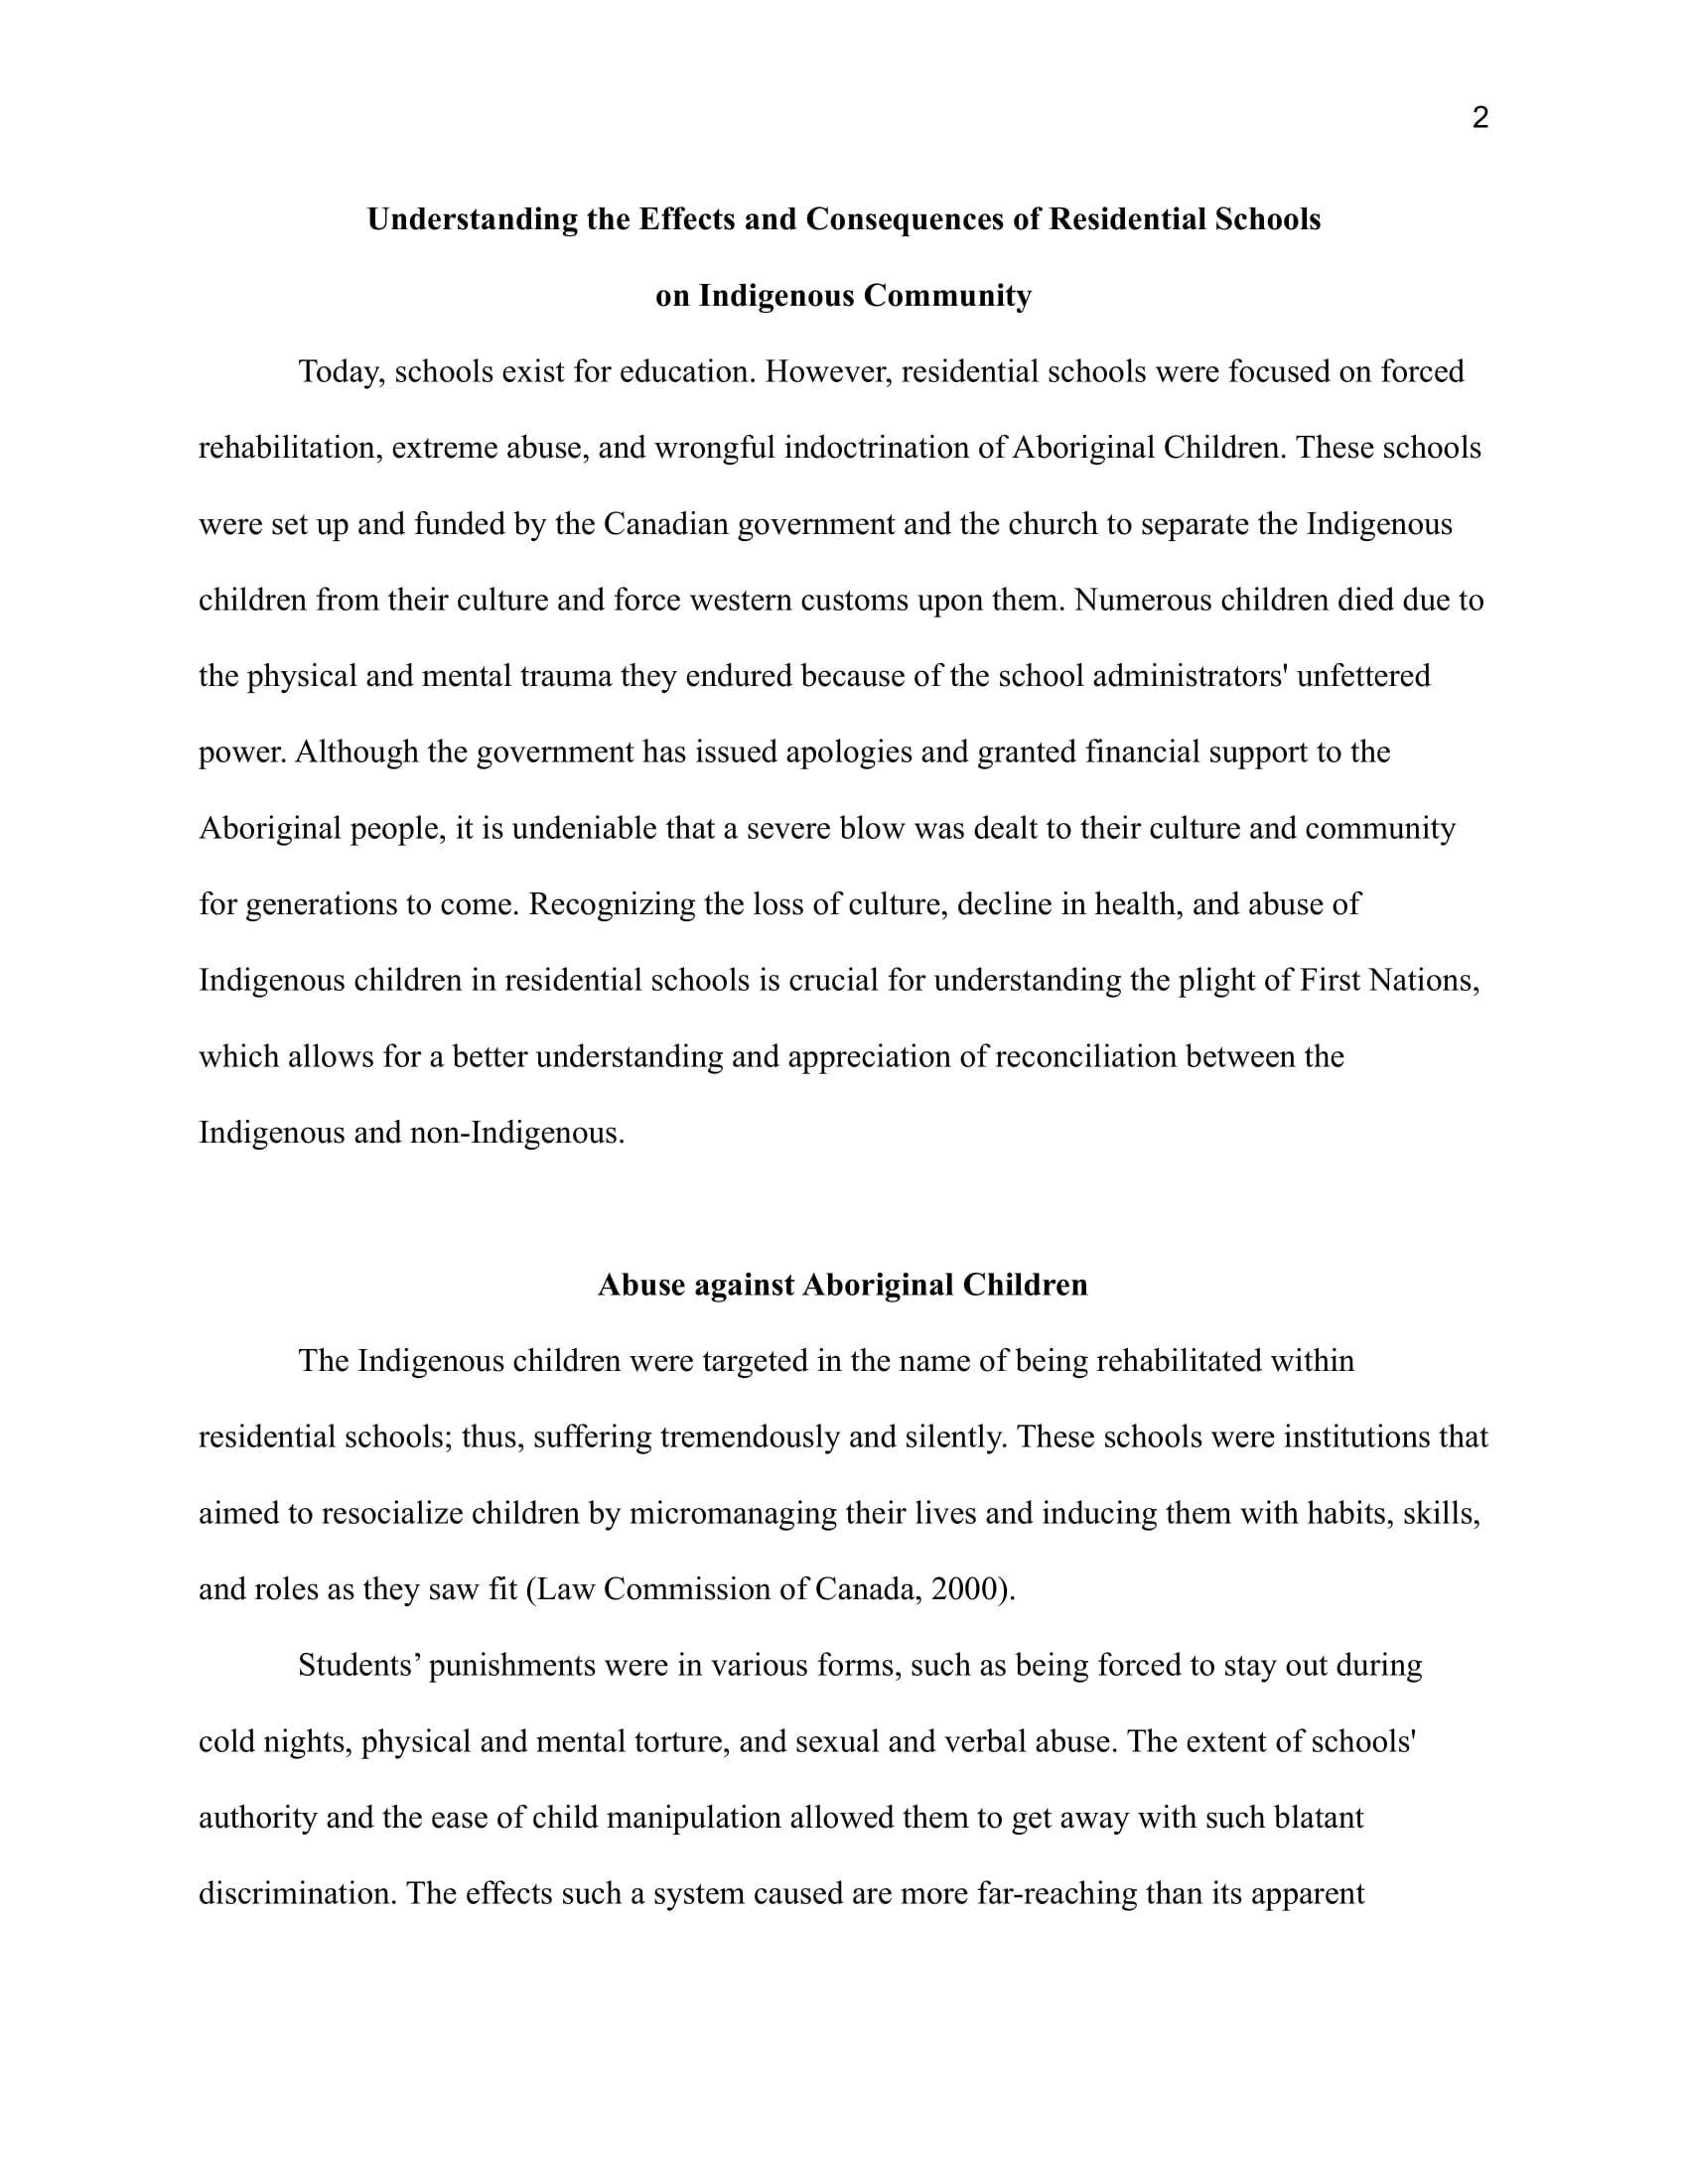 2
Understanding the Effects and Consequences of Residential Schools
on Indigenous Community
Today, schools exist for education. However, residential schools were focused on forced
rehabilitation, extreme abuse, and wrongful indoctrination of Aboriginal Children. These schools
were set up and funded by the Canadian government and the church to separate the Indigenous
children from their culture and force western customs upon them. Numerous children died due to
the physical and mental trauma they endured because of the school administrators' unfettered
power. Although the government has issued apologies and granted financial support to the
Aboriginal people, it is undeniable that a severe blow was dealt to their culture and community
for generations to come. Recognizing the loss of culture, decline in health, and abuse of
Indigenous children in residential schools is crucial for understanding the plight of First Nations,
which allows for a better understanding and appreciation of reconciliation between the
Indigenous and non-Indigenous.
Abuse against Aboriginal Children
The Indigenous children were targeted in the name of being rehabilitated within
residential schools; thus, suffering tremendously and silently. These schools were institutions that
aimed to resocialize children by micromanaging their lives and inducing them with habits, skills,
and roles as they saw fit (Law Commission of Canada, 2000).
Students’ punishments were in various forms, such as being forced to stay out during
cold nights, physical and mental torture, and sexual and verbal abuse. The extent of schools'
authority and the ease of child manipulation allowed them to get away with such blatant
discrimination. The effects such a system caused are more far-reaching than its apparent